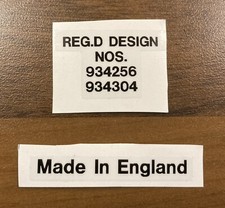 REG.D DESIGN
NOS.
934256
934304
Made In England